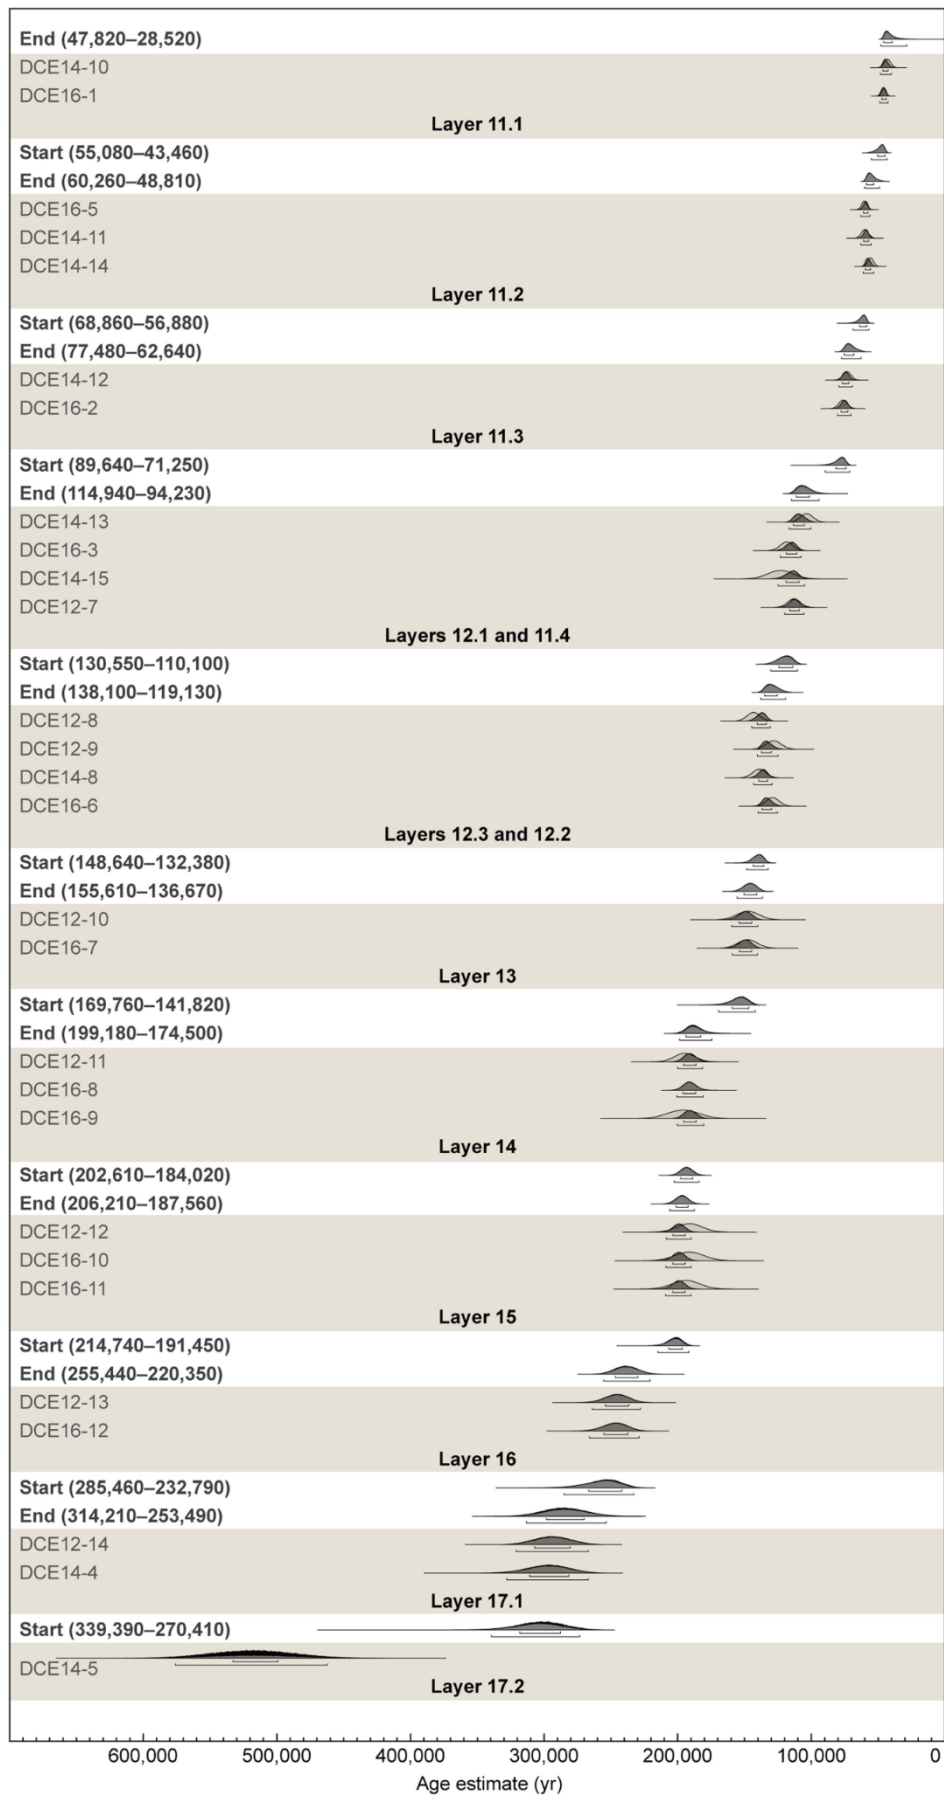 End (47,820–28,520)
DCE14-10
DCE16-1
Layer 11.1
Start (55,080–43,460)
End (60,260–48,810)
DCE16-5
DCE14-11
DCE14-14
Layer 11.2
Start (68,860–56,880)
End (77,480–62,640)
DCE14-12
DCE16-2
Layer 11.3
Start (89,640–71,250)
End (114,940–94,230)
DCE14-13
DCE16-3
DCE14-15
DCE12-7
Layers 12.1 and 11.4
Start (130,550–110,100)
End (138,100–119,130)
DCE12-8
DCE12-9
DCE14-8
DCE16-6
Layers 12.3 and 12.2
Start (148,640–132,380)
End (155,610–136,670)
DCE12-10
DCE16-7
Layer 13
Start (169,760–141,820)
End (199,180–174,500)
DCE12-11
DCE16-8
DCE16-9
Layer 14
Start (202,610–184,020)
End (206,210–187,560)
DCE12-12
DCE16-10
DCE16-11
Layer 15
Start (214,740–191,450)
End (255,440–220,350)
DCE12-13
DCE16-12
Layer 16
Start (285,460–232,790)
End (314,210–253,490)
DCE12-14
DCE14-4
Layer 17.1
Start (339,390–270,410)
DCE14-5
Layer 17.2
600,000 500,000 400,000 300,000 200,000 100,000 0
Age estimate (yr)